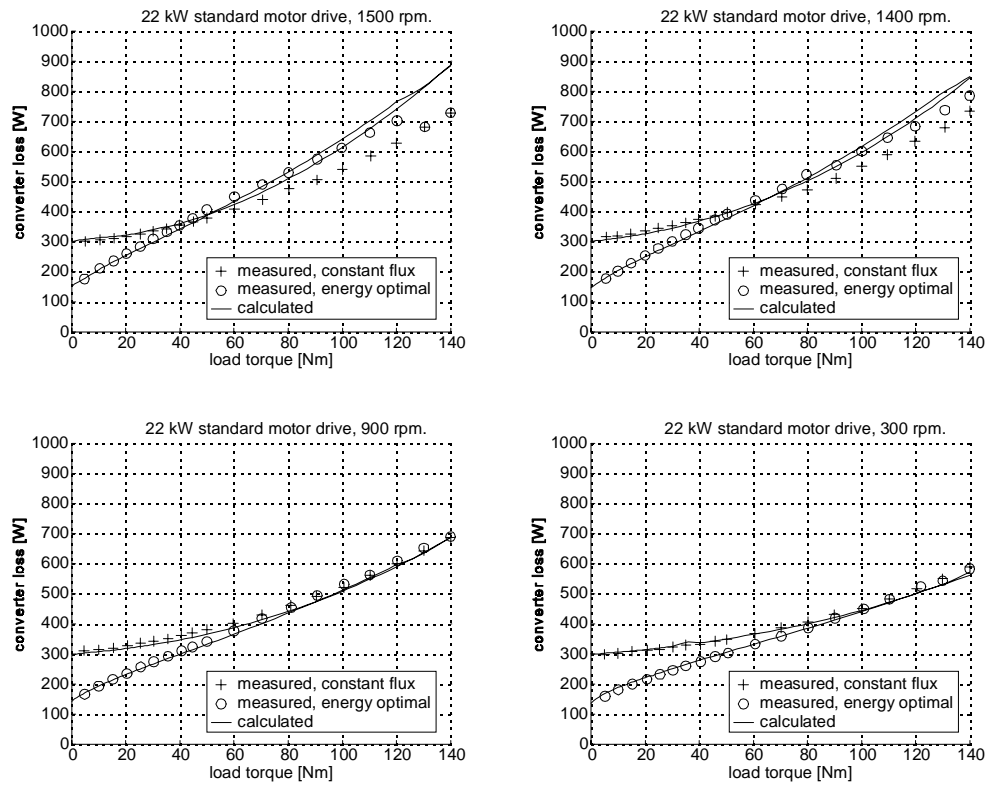 22 kW standard motor drive, 1500 rpm.
1000
900
800
700
600
500
400
300
200
100
0
converter loss [W]
0 20 40 60 80 100 120 140
load torque [Nm]
measured, constant flux
measured, energy optimal
calculated
22 kW standard motor drive, 1400 rpm.
1000
900
800
700
600
500
400
300
200
100
0
converter loss [W]
0 20 40 60 80 100 120 140
load torque [Nm]
measured, constant flux
measured, energy optimal
calculated
22 kW standard motor drive, 900 rpm.
1000
900
800
700
600
500
400
300
200
100
0
converter loss [W]
0 20 40 60 80 100 120 140
load torque [Nm]
measured, constant flux
measured, energy optimal
calculated
22 kW standard motor drive, 300 rpm.
1000
900
800
700
600
500
400
300
200
100
0
converter loss [W]
0 20 40 60 80 100 120 140
load torque [Nm]
measured, constant flux
measured, energy optimal
calculated